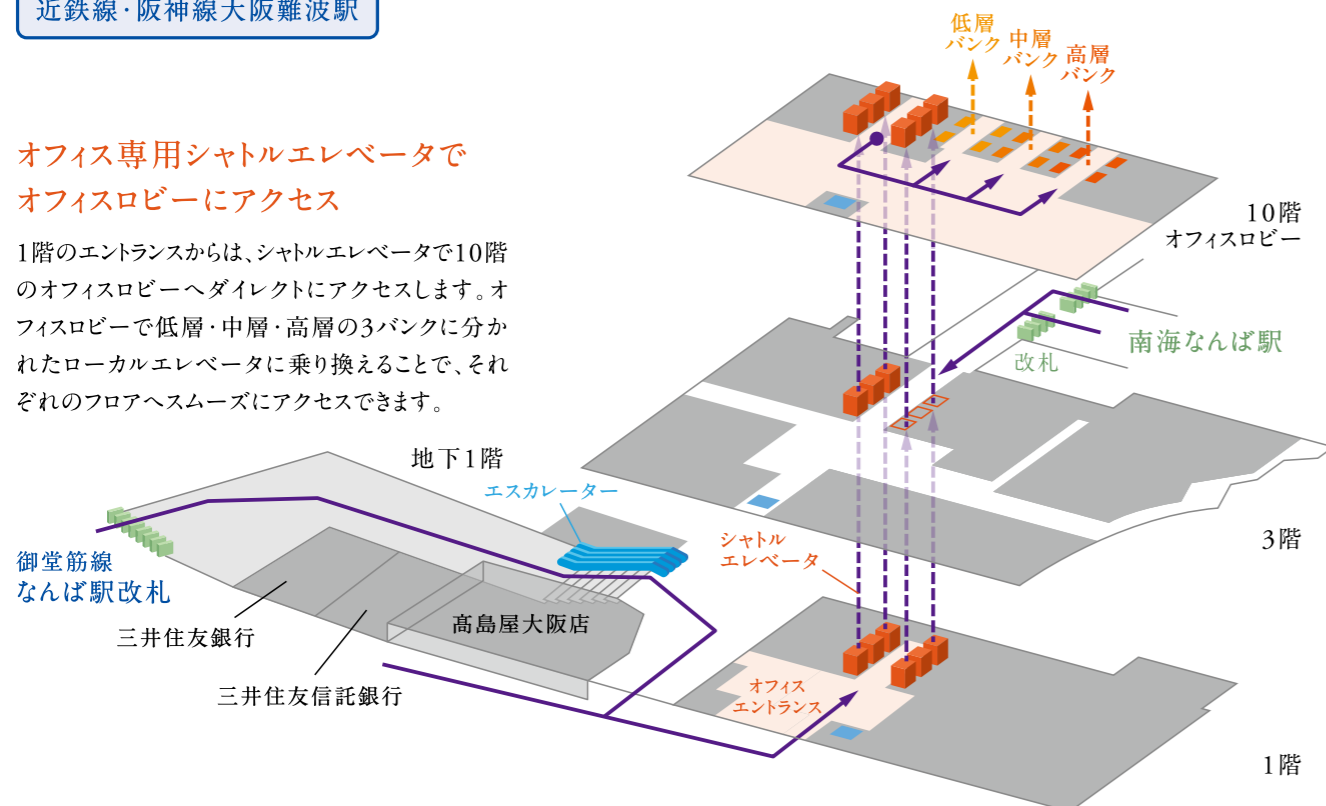 近鉄線・阪神線大阪難波駅
オフィス専用シャトルエレベータで
オフィスロビーにアクセス
1階のエントランスからは、シャトルエレベータで10階
のオフィスロビーへダイレクトにアクセスします。オ
フィスロビーで低層・中層・高層の3バンクに分か
れたローカルエレベータに乗り換えることで、それ
ぞれのフロアへスムーズにアクセスできます。
低層
バンク
中層
バンク
高層
バンク
10階
オフィスロビー
南海なんば駅
改札
3階
地下1階
エスカレーター
シャトル
エレベータ
御堂筋線
なんば駅改札
三井住友銀行
三井住友信託銀行
髙島屋大阪店
オフィス
エントランス
1階